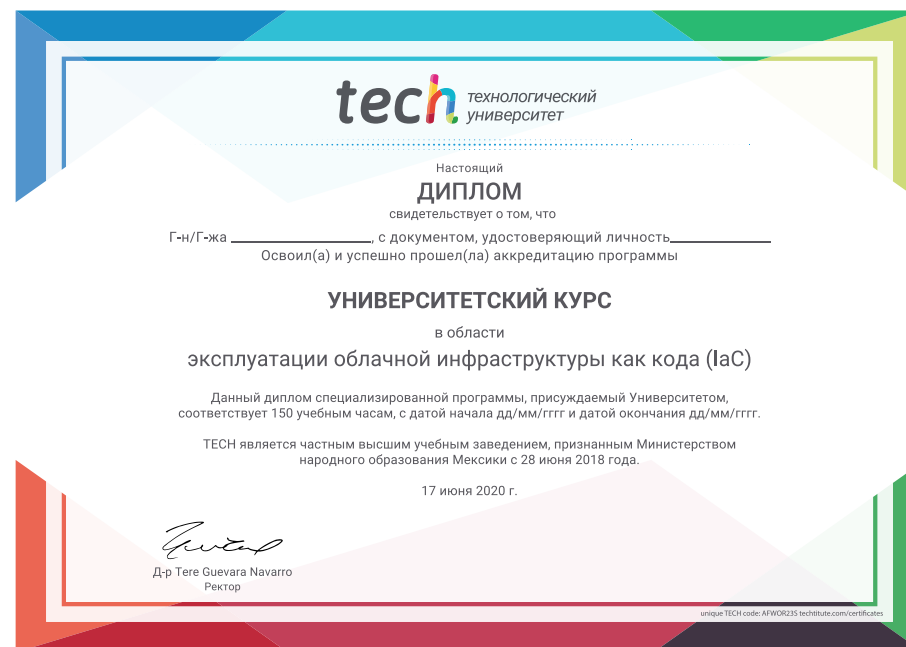 tech технологический
университет
Настоящий
ДИПЛОМ
свидетельствует о том, что
Г-н/Г-жа ____________________, с документом, удостоверяющий личность______________
Освоил(а) и успешно прошел(ла) аккредитацию программы
УНИВЕРСИТЕТСКИЙ КУРС
в области
эксплуатации облачной инфраструктуры как кода (IaC)
Данный диплом специализированной программы, присуждаемый Университетом,
соответствует 150 учебным часам, с датой начала дд/мм/гггг и датой окончания дд/мм/гггг.
TECH является частным высшим учебным заведением, признанным Министерством
народного образования Мексики с 28 июня 2018 года.
17 июня 2020 г.
Д-р Tere Guevara Navarro
Ректор
unique TECH code: AFWOR23S techtitute.com/certificates